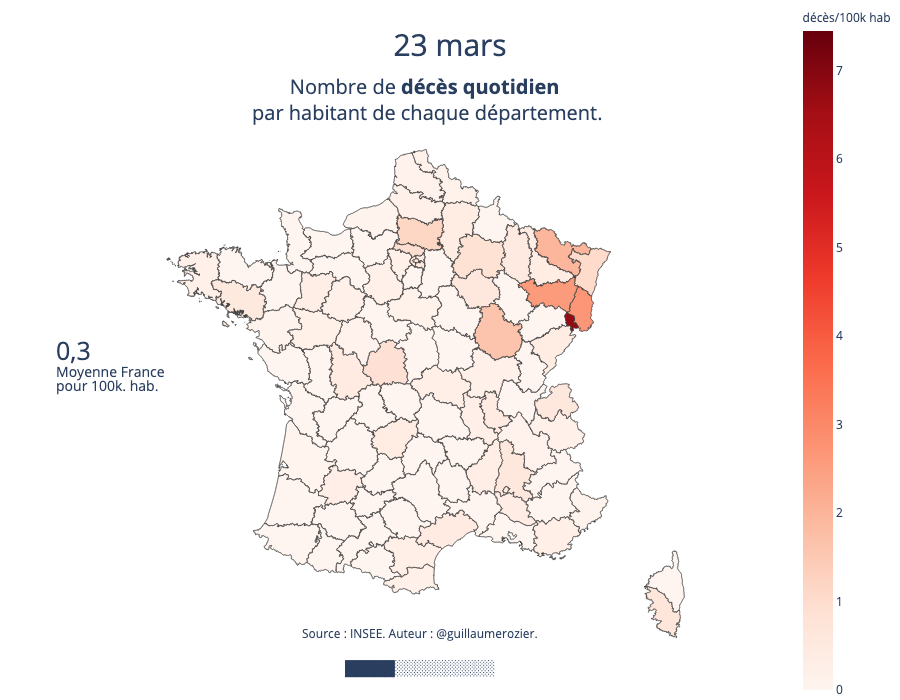 décès/100k hab
23 mars
Nombre de décès quotidien
par habitant de chaque département.
7
6
5
4
3
2
1
0
0,3
Moyenne France
pour 100k. hab.
Source : INSEE. Auteur : @guillaumerozier.